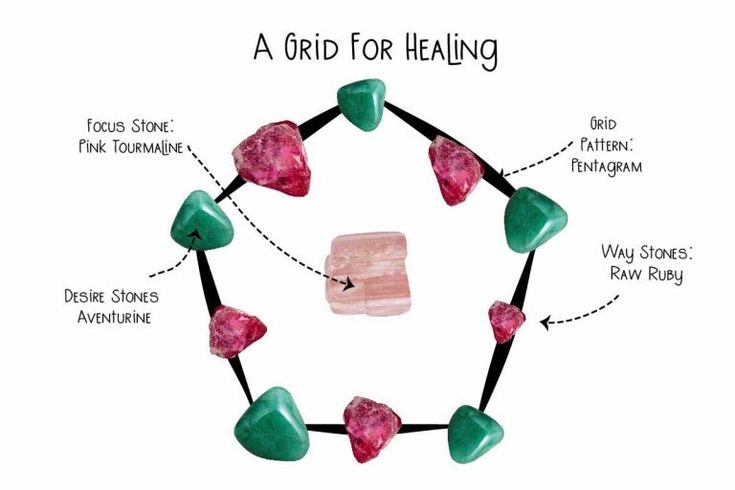 A Grid For Healing
Focus Stone:
Pink Tourmaline
Grid
Pattern:
Pentagram
Way Stones:
Raw Ruby
Desire Stones
Aventurine